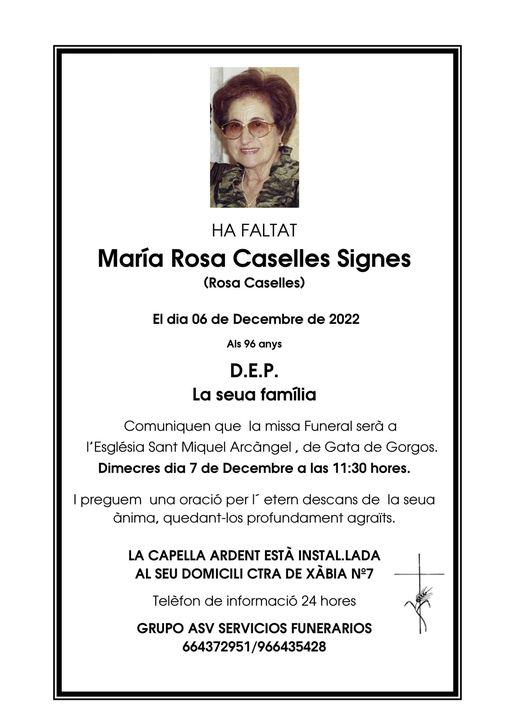 HA FALTAT
María Rosa Caselles Signes
(Rosa Caselles)
El dia 06 de Decembre de 2022
Als 96 anys
D.E.P.
La seua família
Comuniquen que la missa Funeral serà a
l'Església Sant Miquel Arcàngel , de Gata de Gorgos.
Dimecres dia 7 de Decembre a las 11:30 hores.
I preguem una oració per l´ etern descans de la seua
ànima, quedant-los profundament agraïts.
LA CAPELLA ARDENT ESTÀ INSTAL.LADA
AL SEU DOMICILI CTRA DE XÀBIA Nº7
Telèfon de informació 24 hores
GRUPO ASV SERVICIOS FUNERARIOS
664372951/966435428